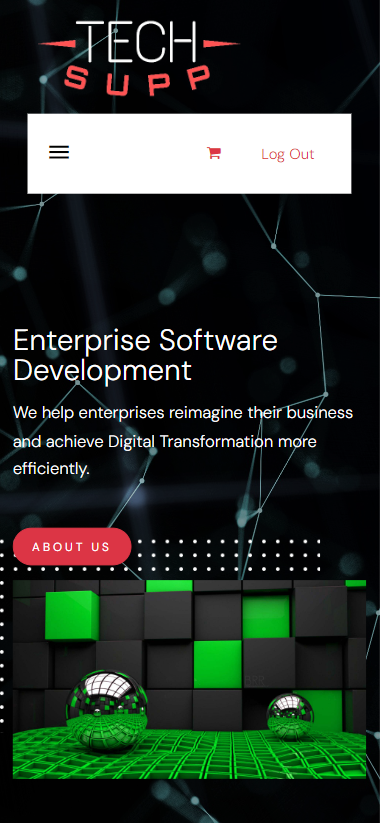 TECH
SUPP
Log Out
Enterprise Software
Development
We help enterprises reimagine their business
and achieve Digital Transformation more
efficiently.
ABOUT US